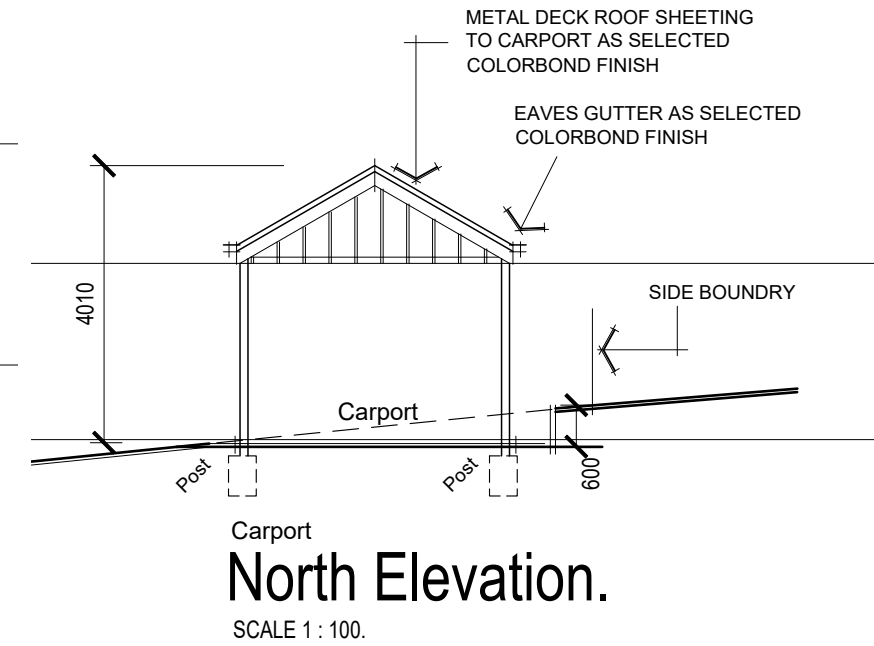 METAL DECK ROOF SHEETING
TO CARPORT AS SELECTED
COLORBOND FINISH
EAVES GUTTER AS SELECTED
COLORBOND FINISH
4010
SIDE BOUNDRY
Carport
Post
Post
600
Carport
North Elevation.
SCALE 1 : 100.